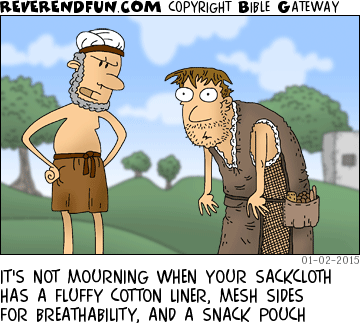 REVERENDFUN.COM COPYRIGHT BIBLE GATEWAY
01-02-2015
IT'S NOT MOURNING WHEN YOUR SACKCLOTH
HAS A FLUFFY COTTON LINER, MESH SIDES
FOR BREATHABILITY, AND A SNACK POUCH